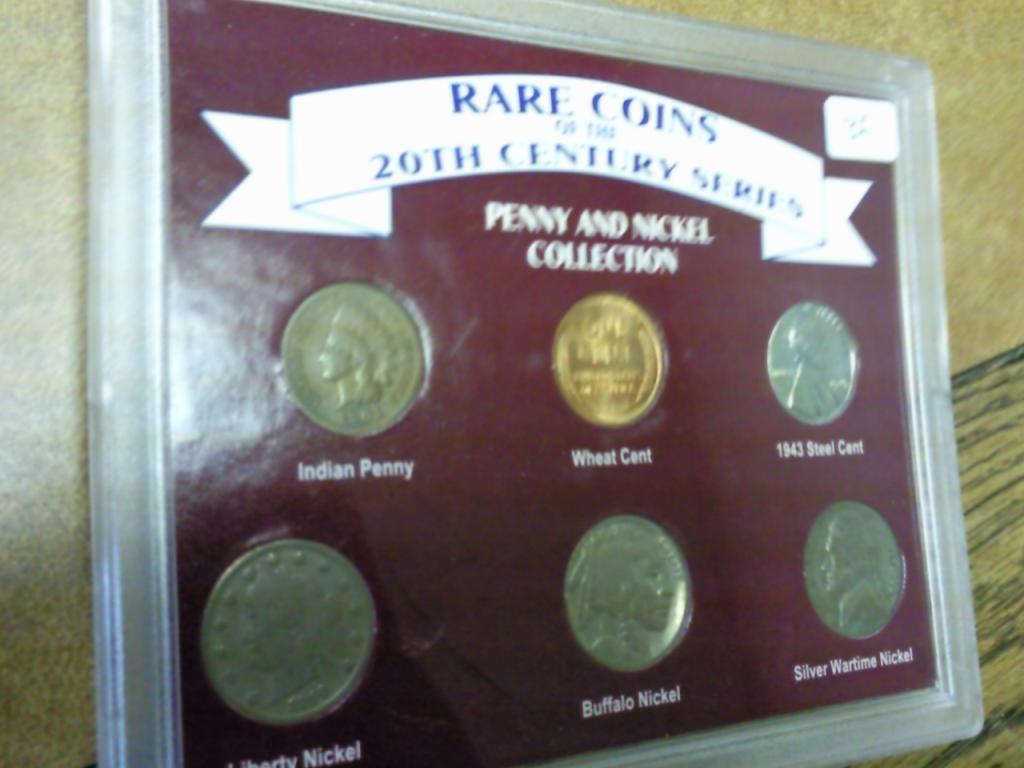 RARE COINS
OF THE
20TH CENTURY SERIES
PENNY AND NICKEL
COLLECTION
Indian Penny
Wheat Cent
1943 Steel Cent
Liberty Nickel
Buffalo Nickel
Silver Wartime Nickel